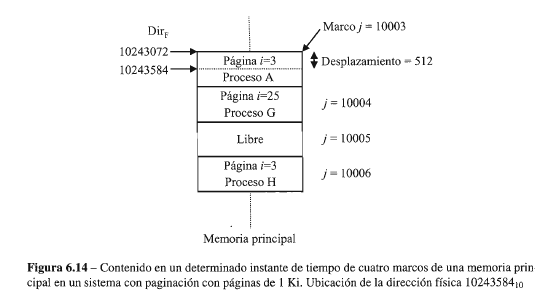 Dir_F
Marco j = 10003
10243072
Página i=3
Desplazamiento = 512
10243584
Proceso A
Página i=25
j = 10004
Proceso G
Libre
j = 10005
Página i=3
j = 10006
Proceso H
Memoria principal
Figura 6.14 – Contenido en un determinado instante de tiempo de cuatro marcos de una memoria prin-
cipal en un sistema con paginación con páginas de 1 Ki. Ubicación de la dirección física 10243584₁₀